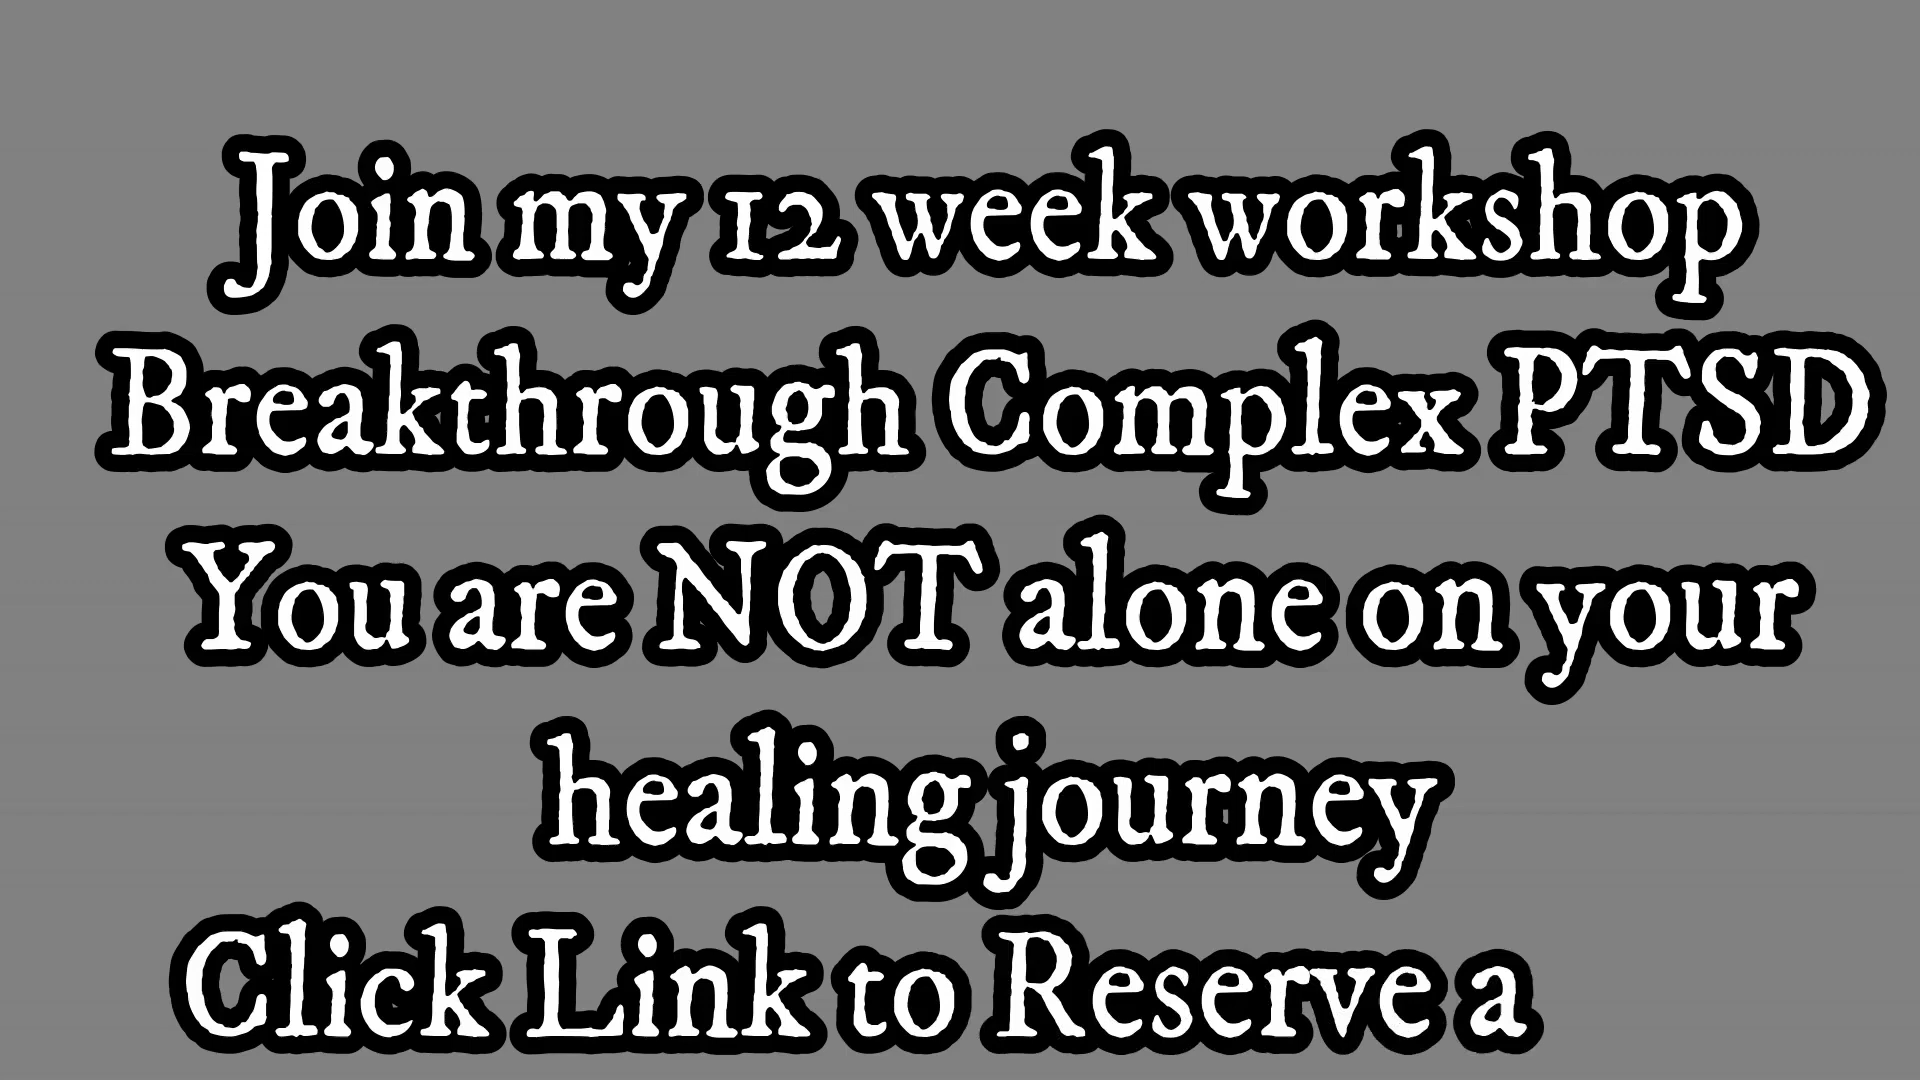 Join my 12 week workshop
Breakthrough Complex PTSD
You are NOT alone on your
healing journey
Click Link to Reserve a